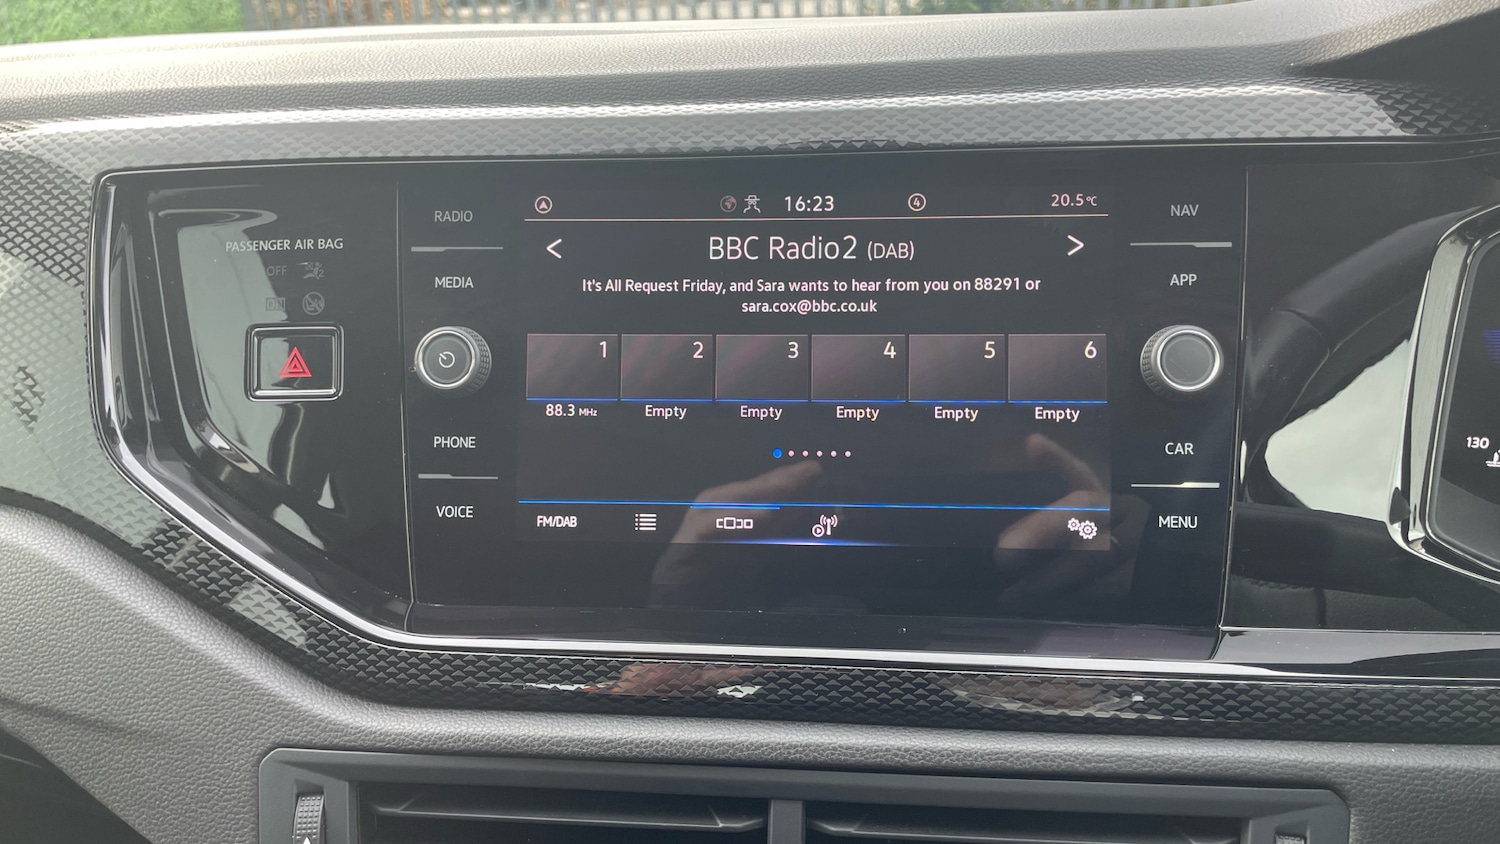 PASSENGER AIR BAG
OFF 2
ON
RADIO
MEDIA
PHONE
VOICE
16:23
4
20.5°C
< BBC Radio2 (DAB) >
It's All Request Friday, and Sara wants to hear from you on 88291 or
sara.cox@bbc.co.uk
1 2 3 4 5 6
88.3 MHz Empty Empty Empty Empty Empty
FM/DAB
NAV
APP
CAR
MENU
130